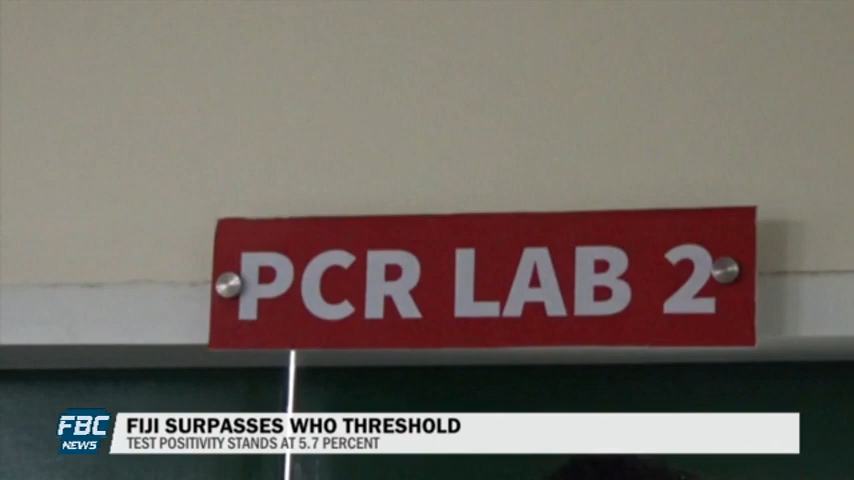 PCR LAB 2
FBC
NEWS
FIJI SURPASSES WHO THRESHOLD
TEST POSITIVITY STANDS AT 5.7 PERCENT